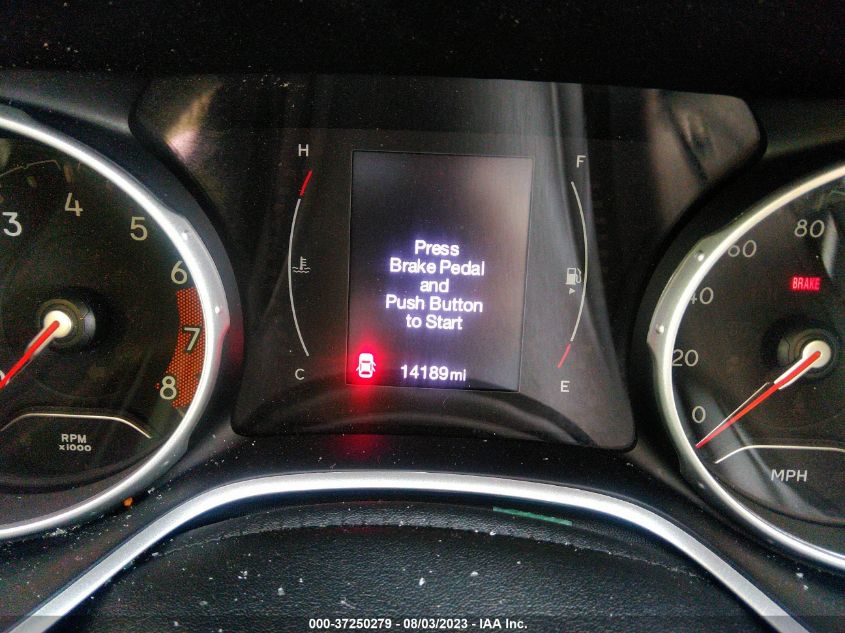 H
F
3
4
5
6
7
8
RPM
x1000
Press
Brake Pedal
and
Push Button
to Start
14189mi
C
E
0
20
40
60
80
BRAKE
MPH
000-37250279 - 08/03/2023 - IAA Inc.